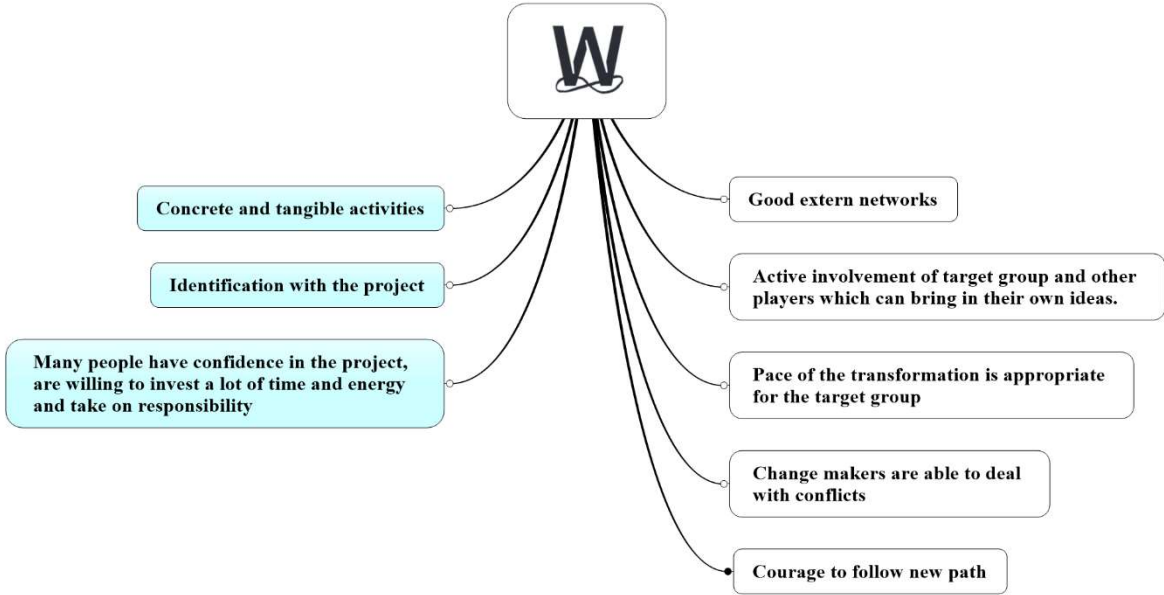 W
Concrete and tangible activities
Identification with the project
Many people have confidence in the project,
are willing to invest a lot of time and energy
and take on responsibility
Good extern networks
Active involvement of target group and other
players which can bring in their own ideas.
Pace of the transformation is appropriate
for the target group
Change makers are able to deal
with conflicts
Courage to follow new path